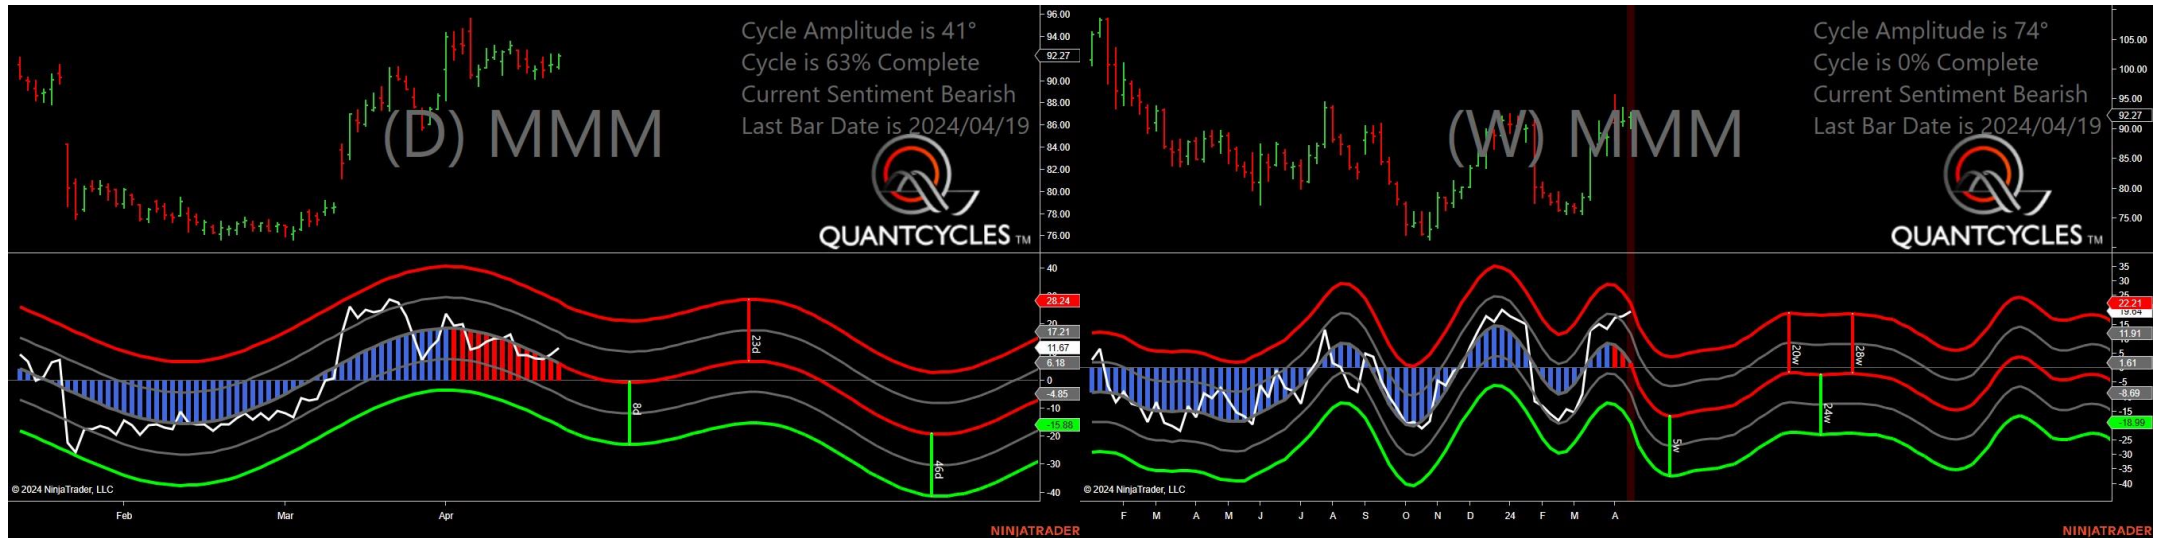 Cycle Amplitude is 41°
Cycle is 63% Complete
Current Sentiment Bearish
Last Bar Date is 2024/04/19
(D) MMM
QUANTCYCLES TM
96.00
94.00
92.27
90.00
88.00
86.00
84.00
82.00
80.00
78.00
76.00
40
28.24
20
17.21
11.67
6.18
0
-4.85
-10
-15.88
-20
-30
-40
23d
8d
46d
© 2024 NinjaTrader, LLC
Feb Mar Apr
NINJATRADER
Cycle Amplitude is 74°
Cycle is 0% Complete
Current Sentiment Bearish
Last Bar Date is 2024/04/19
(W) MMM
QUANTCYCLES TM
105.00
100.00
95.00
92.27
90.00
85.00
80.00
75.00
35
25
22.21
19.64
15
11.91
5
1.61
-5
-8.69
-15
-18.99
-25
-35
-40
20w
28w
24w
5w
© 2024 NinjaTrader, LLC
F M A M J J A S O N D 24 F M A
NINJATRADER